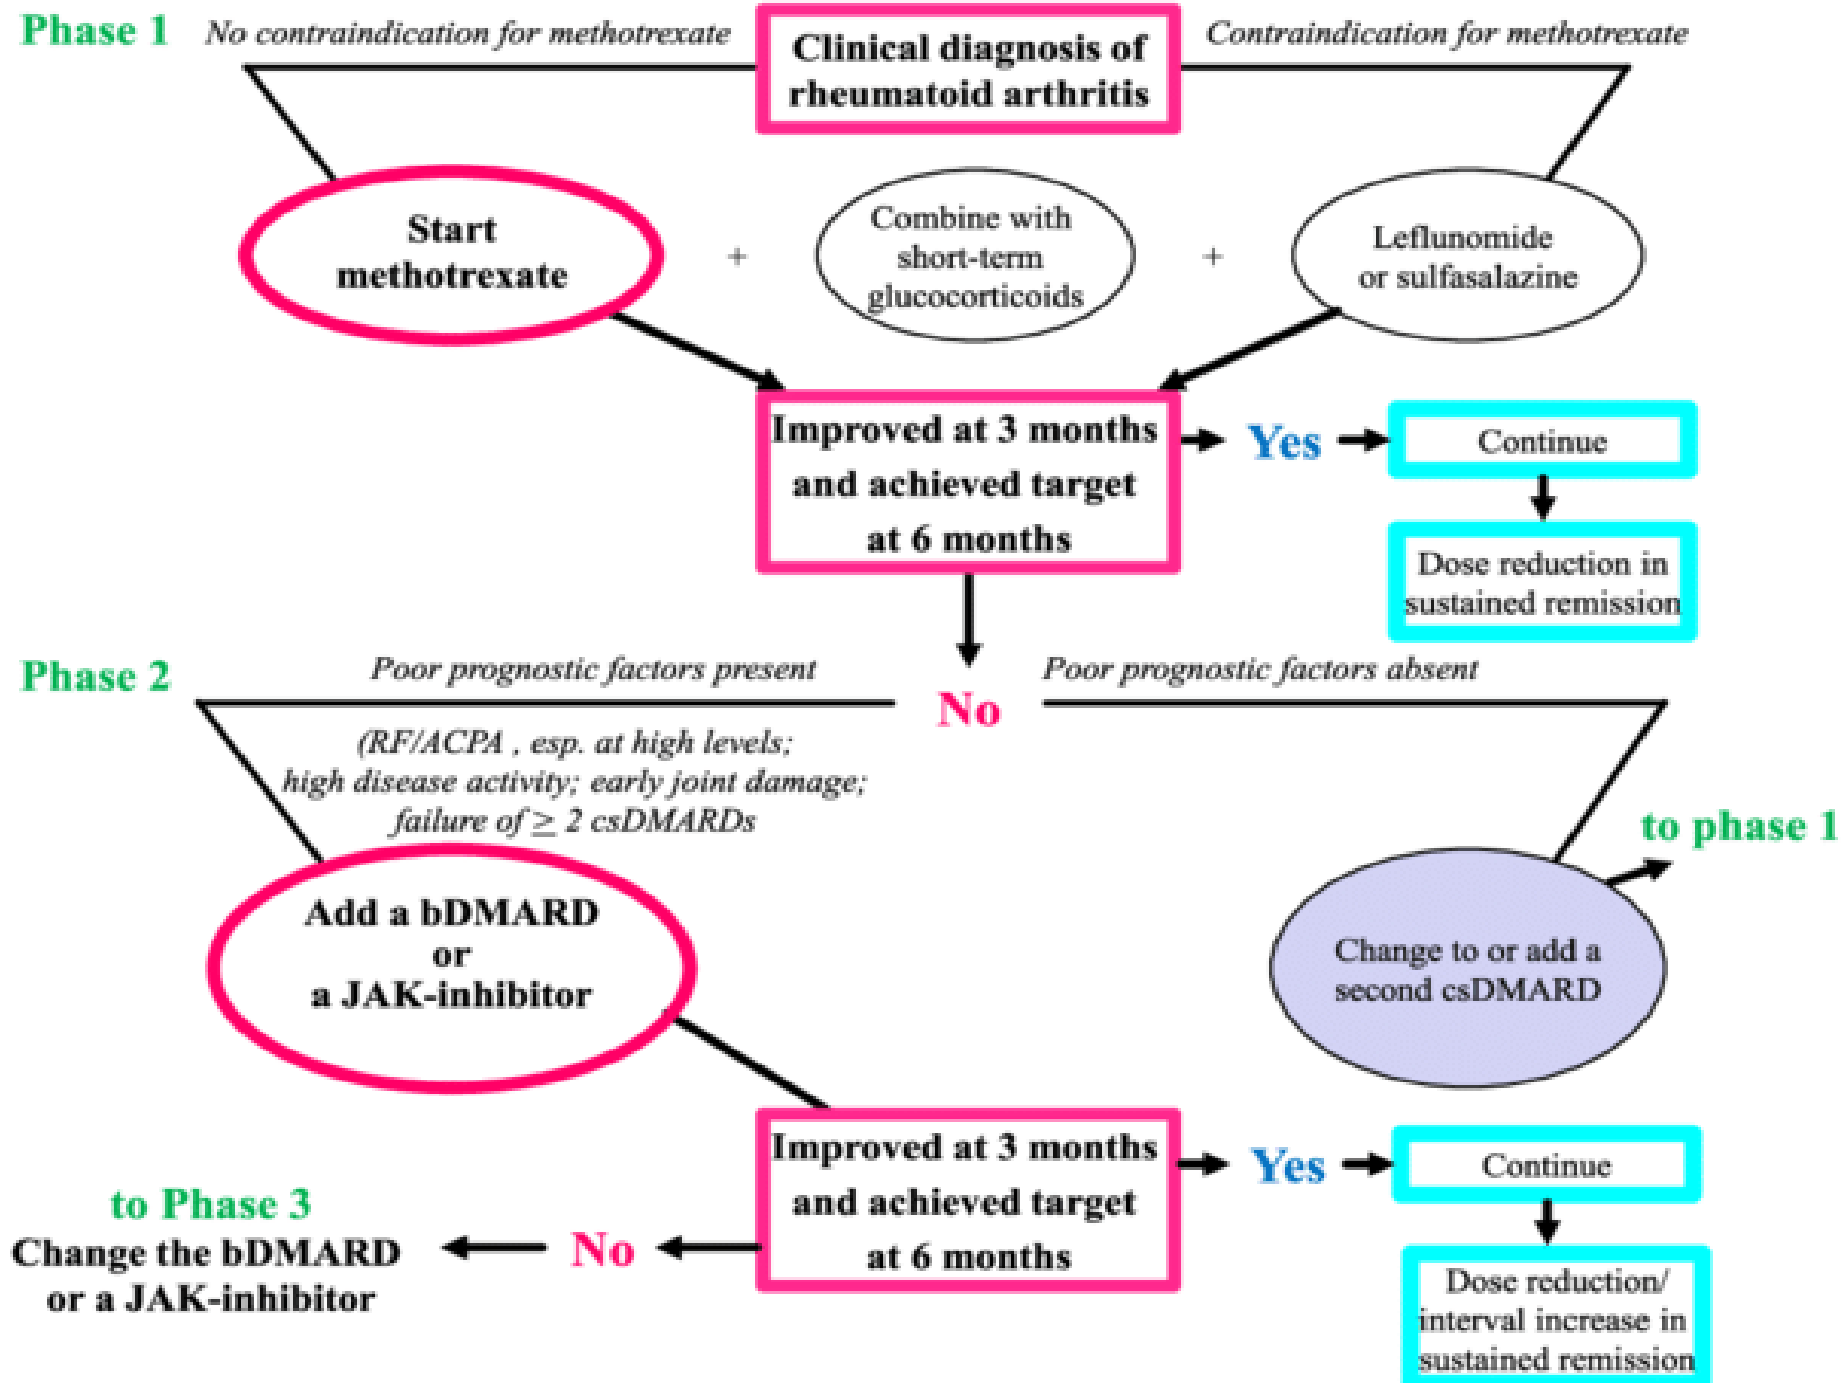 Phase 1
No contraindication for methotrexate
Clinical diagnosis of
rheumatoid arthritis
Contraindication for methotrexate
Start
methotrexate
+
Combine with
short-term
glucocorticoids
+
Leflunomide
or sulfasalazine
Improved at 3 months
and achieved target
at 6 months
Yes
Continue
Dose reduction in
sustained remission
Phase 2
Poor prognostic factors present
No
Poor prognostic factors absent
(RF/ACPA , esp. at high levels;
high disease activity; early joint damage;
failure of ≥ 2 csDMARDs
to phase 1
Add a bDMARD
or
a JAK-inhibitor
Change to or add a
second csDMARD
Improved at 3 months
and achieved target
at 6 months
Yes
Continue
Dose reduction/
interval increase in
sustained remission
No
to Phase 3
Change the bDMARD
or a JAK-inhibitor